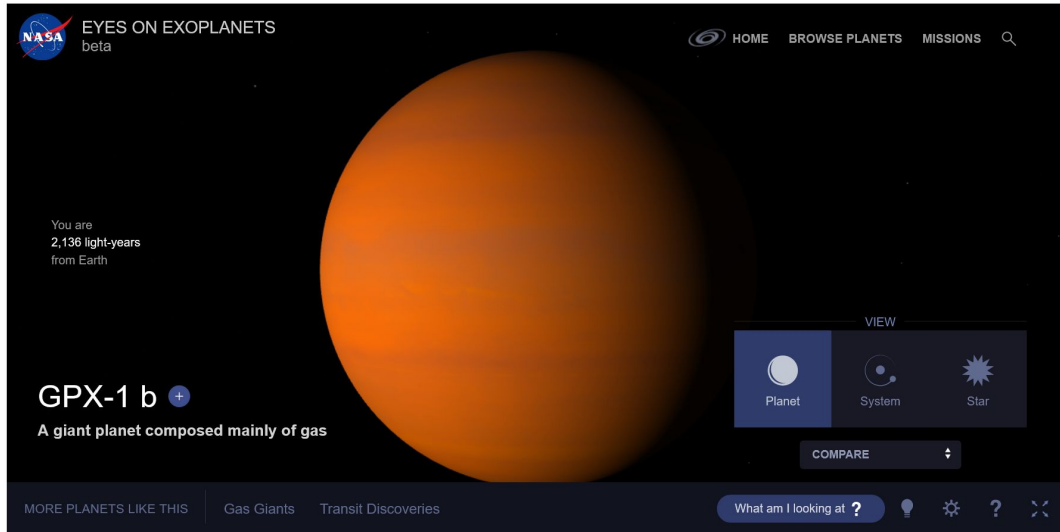 NASA
EYES ON EXOPLANETS
beta
HOME BROWSE PLANETS MISSIONS
You are
2,136 light-years
from Earth
VIEW
Planet System Star
GPX-1 b +
A giant planet composed mainly of gas
COMPARE
MORE PLANETS LIKE THIS Gas Giants Transit Discoveries What am I looking at ? ?